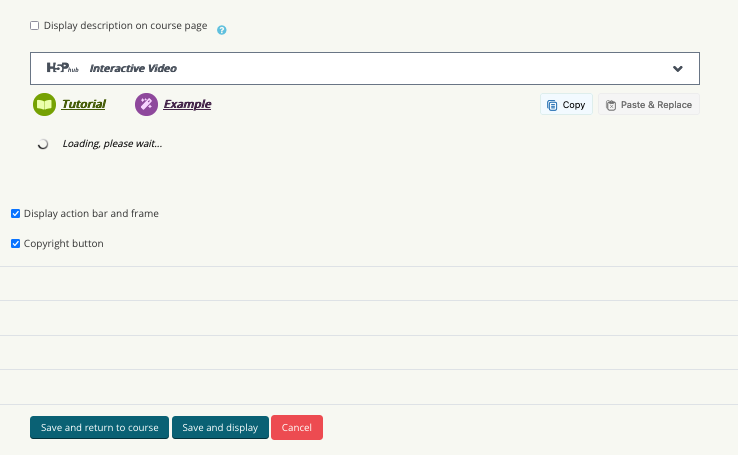 Display description on course page ?
H5P hub Interactive Video
Tutorial Example Copy Paste & Replace
Loading, please wait...
Display action bar and frame
Copyright button
Save and return to course Save and display Cancel